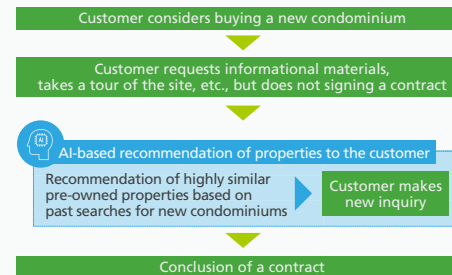 Customer considers buying a new condominium
Customer requests informational materials,
takes a tour of the site, etc., but does not signing a contract
AI
AI-based recommendation of properties to the customer
Recommendation of highly similar
pre-owned properties based on
past searches for new condominiums
Customer makes
new inquiry
Conclusion of a contract